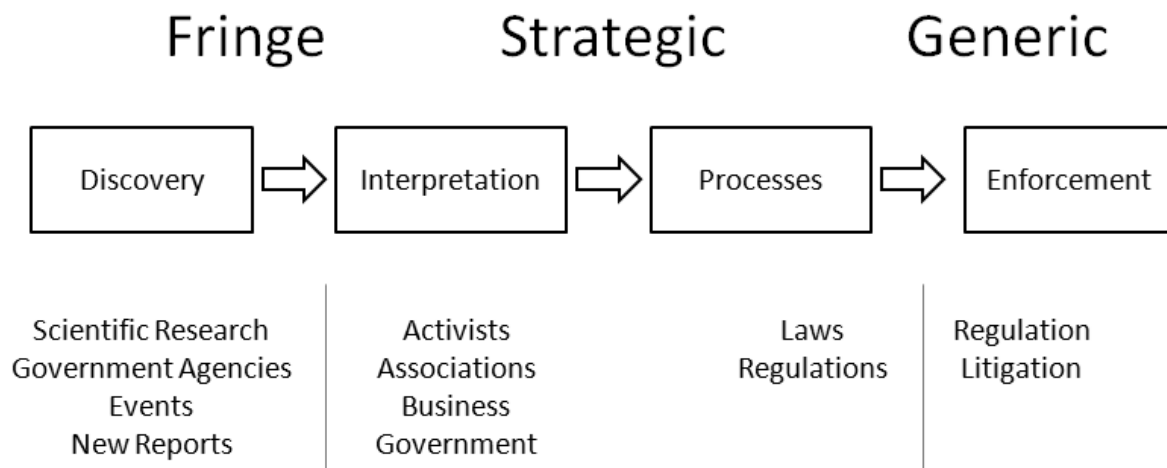 Fringe Strategic Generic
Discovery Interpretation Processes Enforcement
Scientific Research
Government Agencies
Events
New Reports
Activists
Associations
Business
Government
Laws
Regulations
Regulation
Litigation